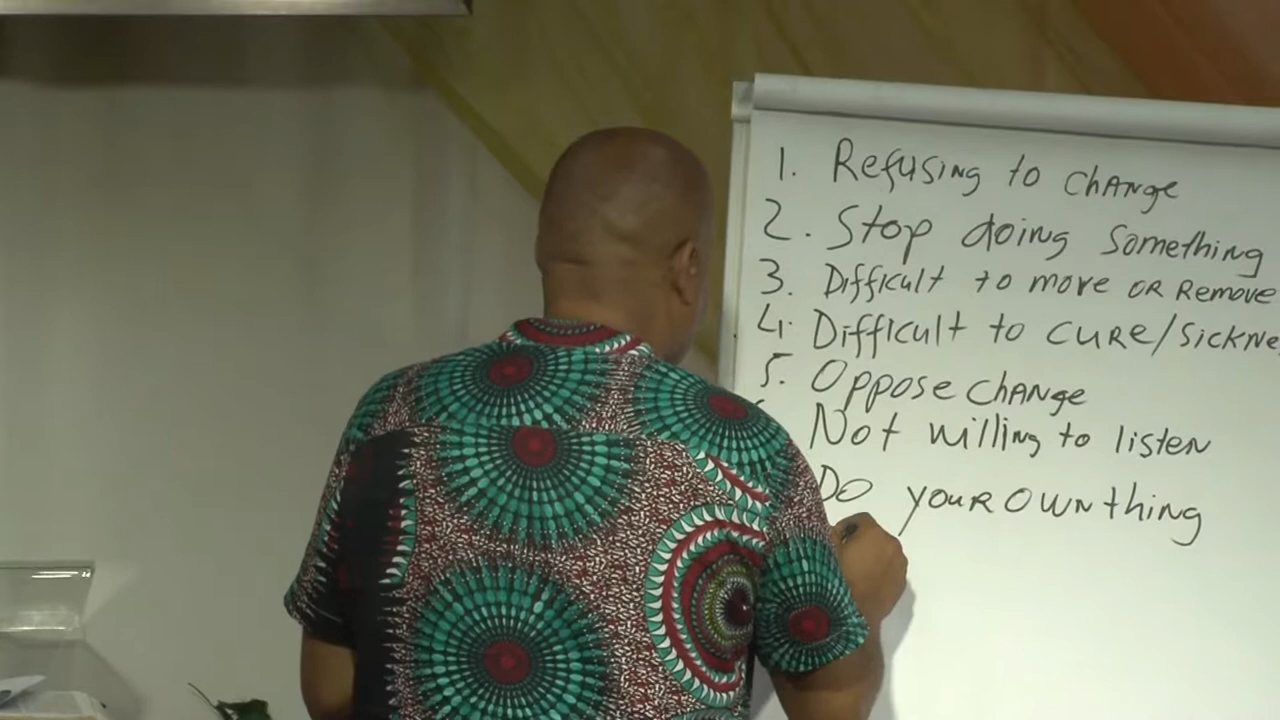 1. Refusing to change
2. Stop doing something
3. Difficult to move or Remove
4. Difficult to cure/
5. Oppose change
Not willing to listen
Do your own thing